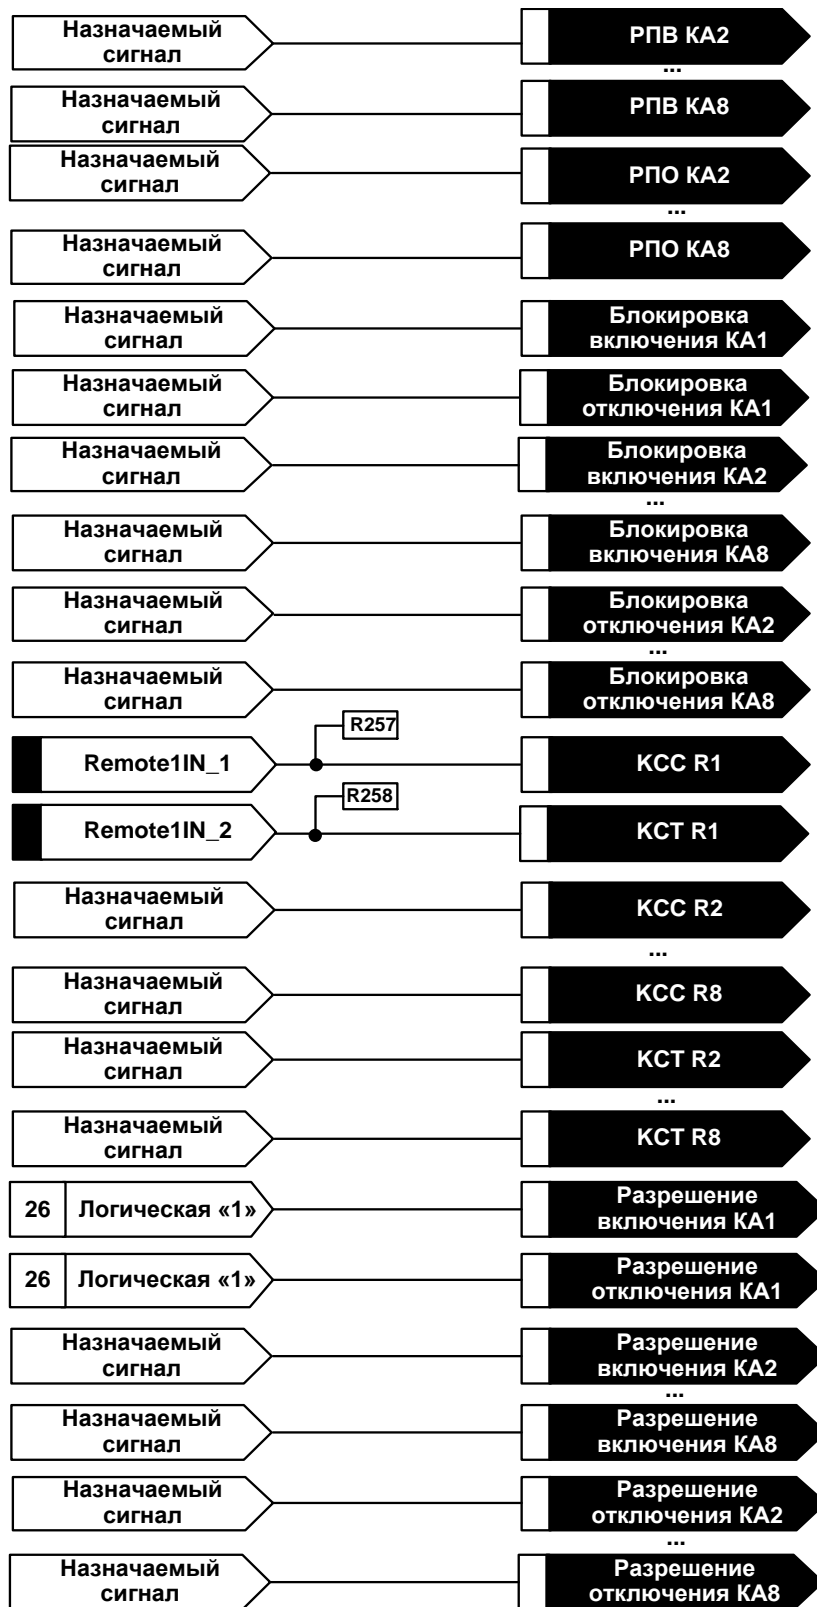 Назначаемый
сигнал
РПВ КА2
...
Назначаемый
сигнал
РПВ КА8
Назначаемый
сигнал
РПО КА2
...
Назначаемый
сигнал
РПО КА8
Назначаемый
сигнал
Блокировка
включения КА1
Назначаемый
сигнал
Блокировка
отключения КА1
Назначаемый
сигнал
Блокировка
включения КА2
...
Назначаемый
сигнал
Блокировка
включения КА8
Назначаемый
сигнал
Блокировка
отключения КА2
...
Назначаемый
сигнал
Блокировка
отключения КА8
R257
Remote1IN_1
KCC R1
R258
Remote1IN_2
KCT R1
Назначаемый
сигнал
KCC R2
...
Назначаемый
сигнал
KCC R8
Назначаемый
сигнал
KCT R2
...
Назначаемый
сигнал
KCT R8
26 Логическая «1»
Разрешение
включения КА1
26 Логическая «1»
Разрешение
отключения КА1
Назначаемый
сигнал
Разрешение
включения КА2
...
Назначаемый
сигнал
Разрешение
включения КА8
Назначаемый
сигнал
Разрешение
отключения КА2
...
Назначаемый
сигнал
Разрешение
отключения КА8